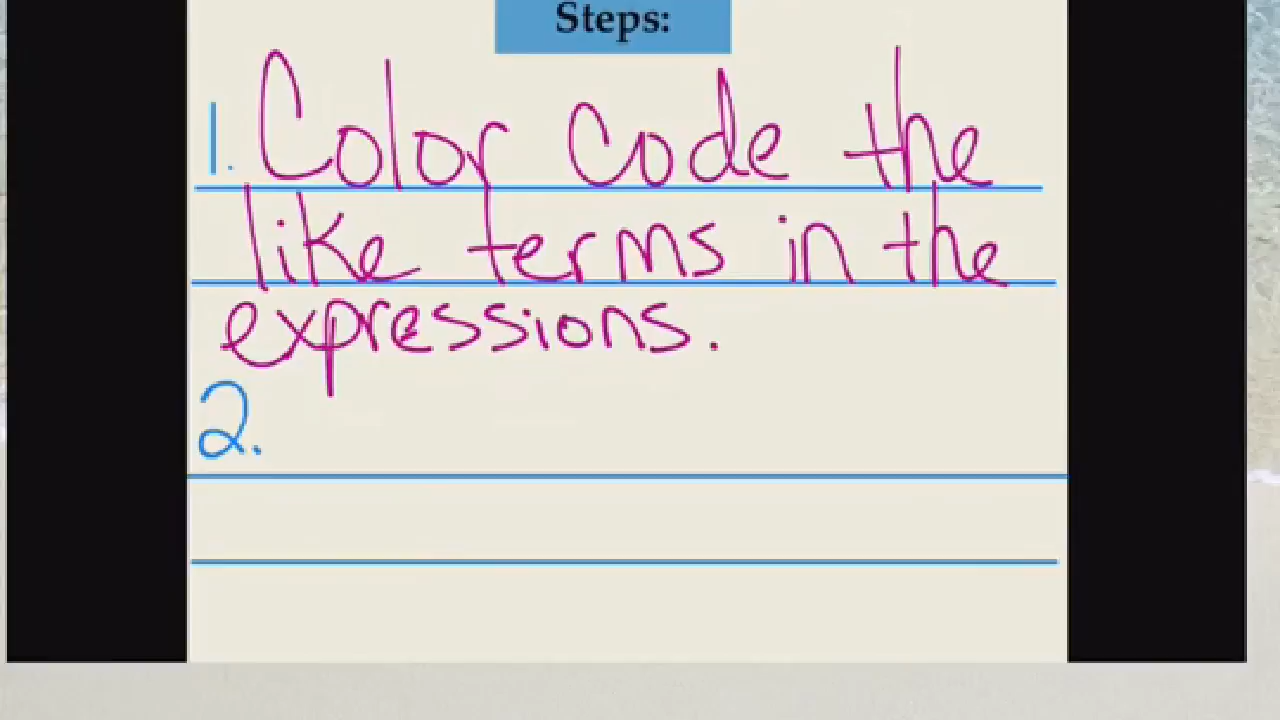 Steps:
1. Color code the
like terms in the
expressions.
2.